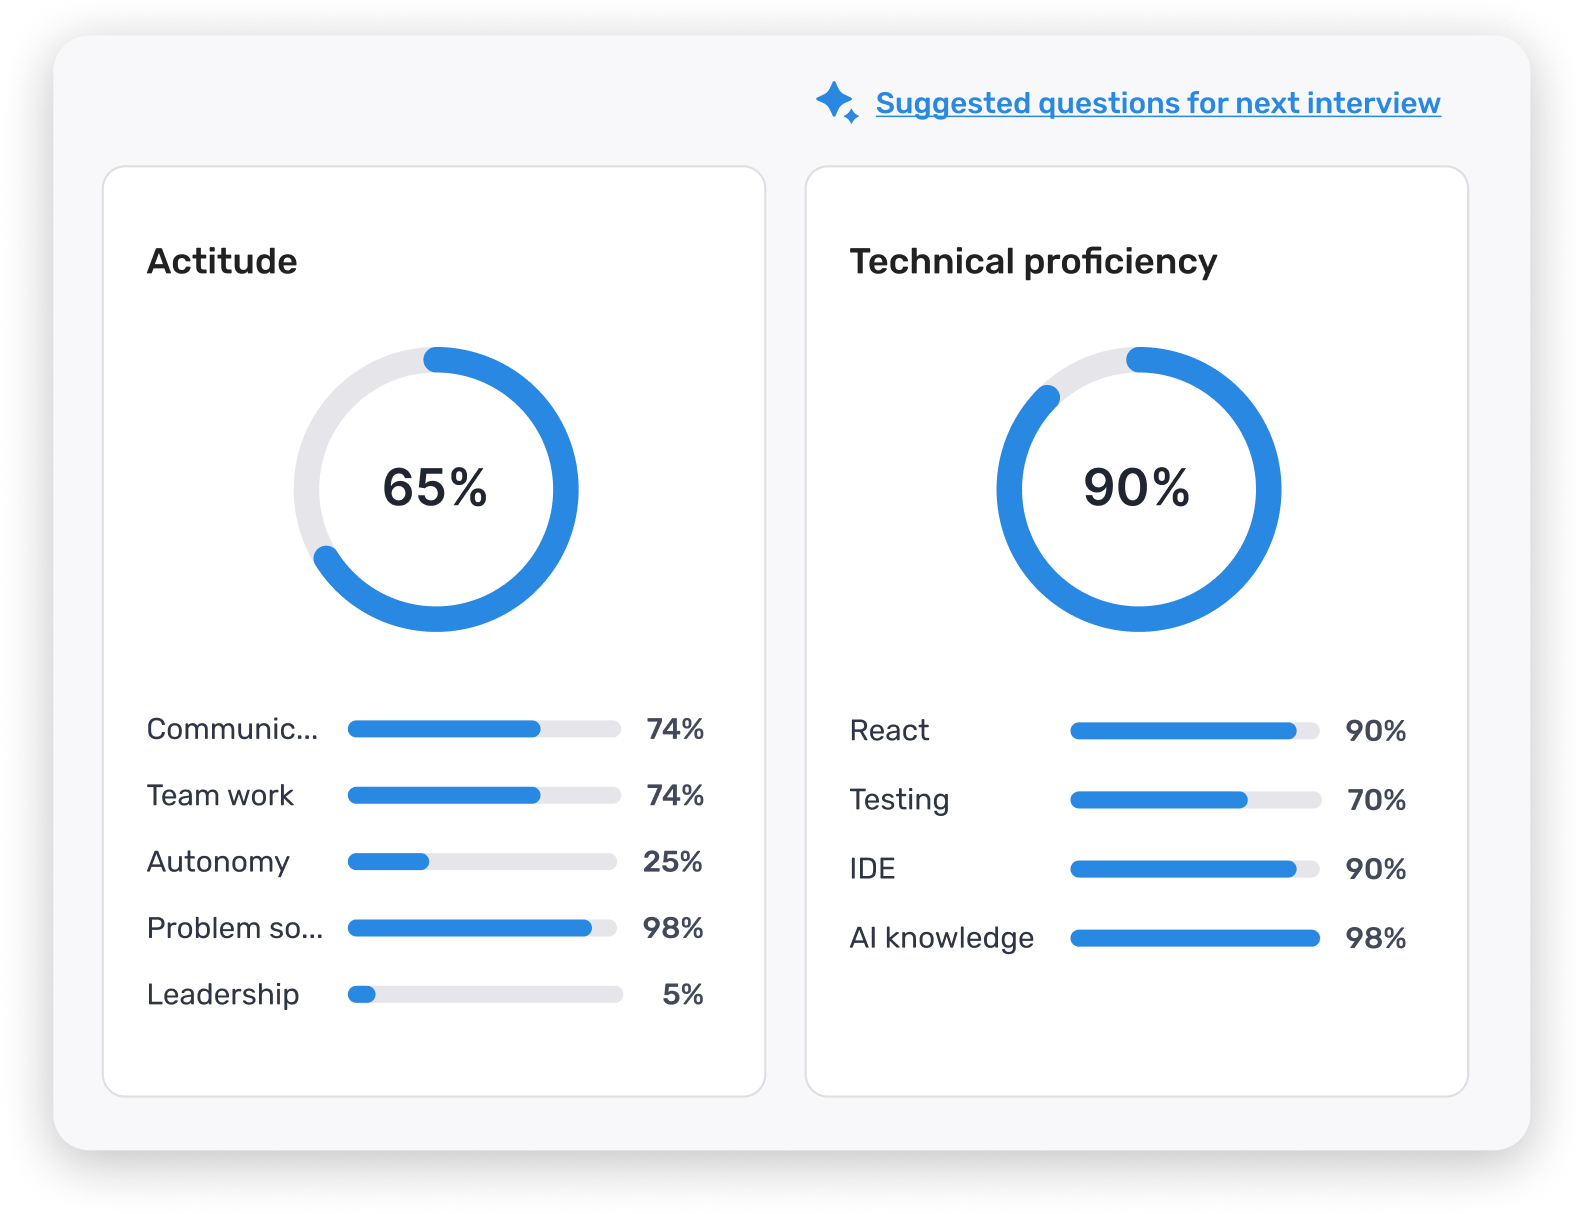 Suggested questions for next interview
Actitude
65%
Communic... 74%
Team work 74%
Autonomy 25%
Problem so... 98%
Leadership 5%
Technical proficiency
90%
React 90%
Testing 70%
IDE 90%
AI knowledge 98%